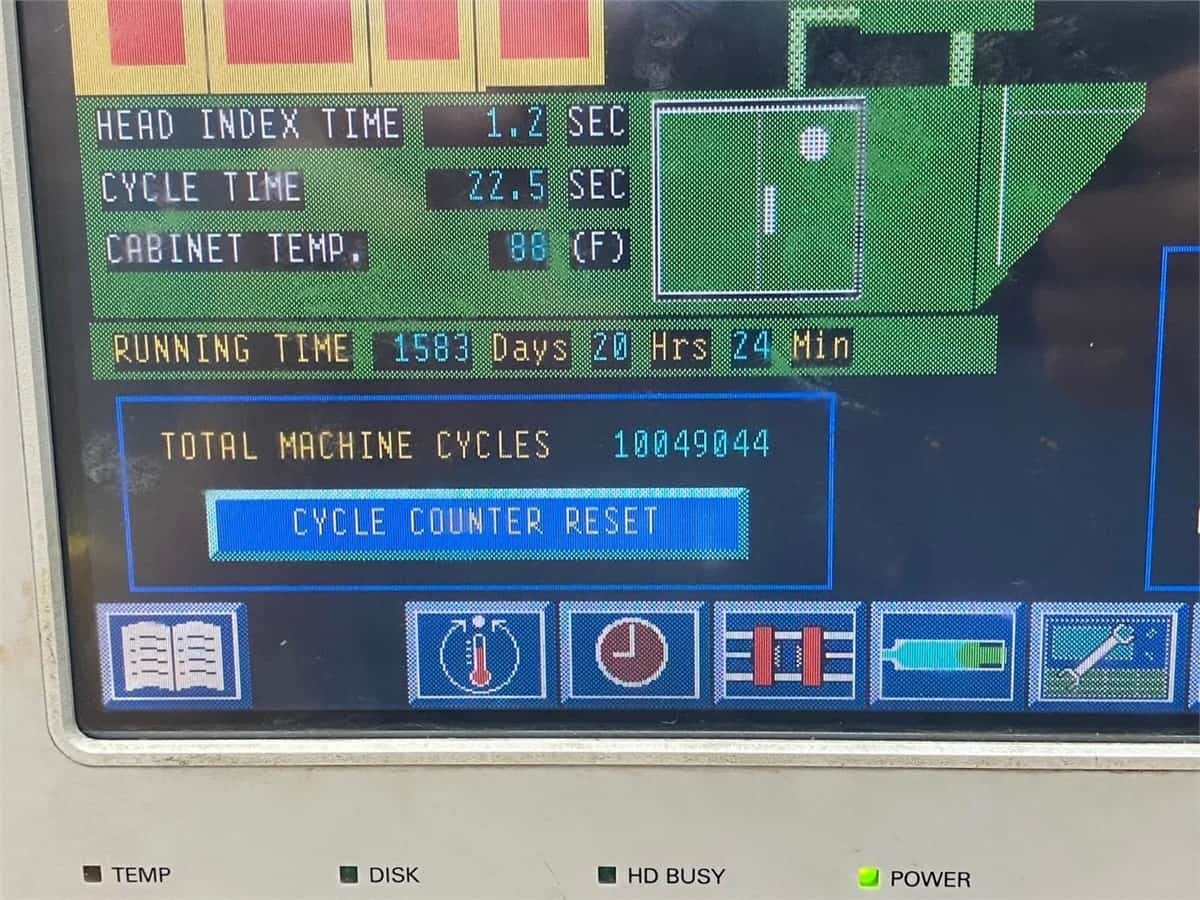 HEAD INDEX TIME 1.2 SEC
CYCLE TIME 22.5 SEC
CABINET TEMP. 88 (F)
RUNNING TIME 1583 Days 20 Hrs 24 Min
TOTAL MACHINE CYCLES 10049044
CYCLE COUNTER RESET
TEMP DISK HD BUSY POWER